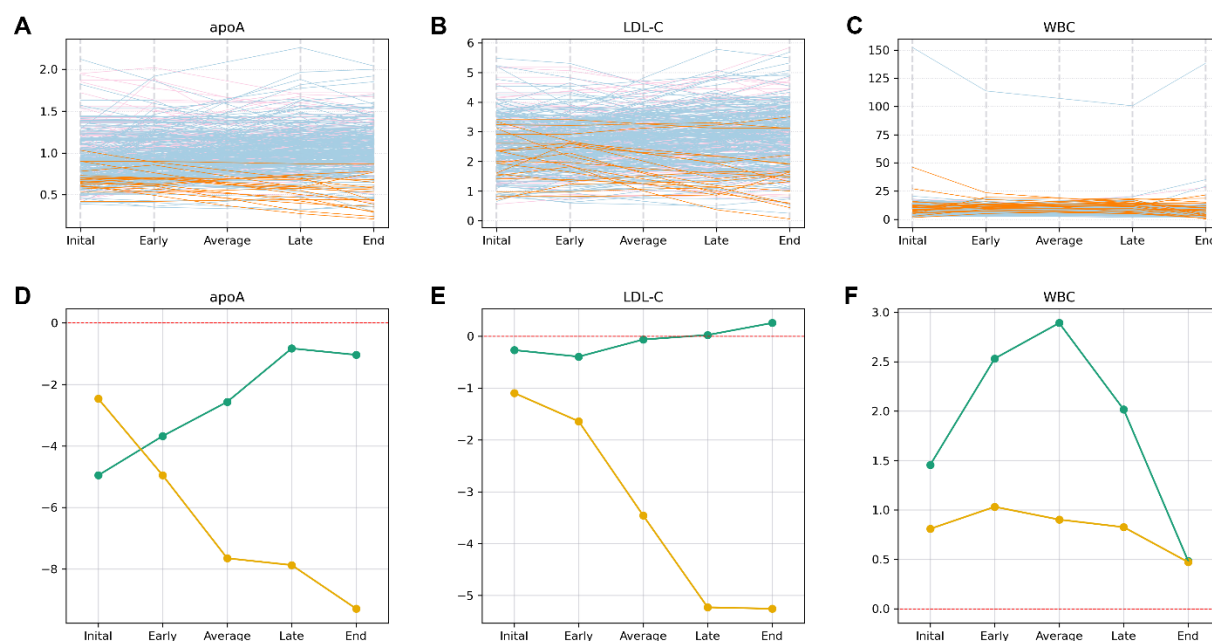 A
apoA
2.0
1.5
1.0
0.5
Inital Early Average Late End
B
LDL-C
6
5
4
3
2
1
0
Inital Early Average Late End
C
WBC
150
125
100
75
50
25
0
Inital Early Average Late End
D
apoA
0
−2
−4
−6
−8
Inital Early Average Late End
E
LDL-C
0
−1
−2
−3
−4
−5
Inital Early Average Late End
F
WBC
3.0
2.5
2.0
1.5
1.0
0.5
0.0
Inital Early Average Late End